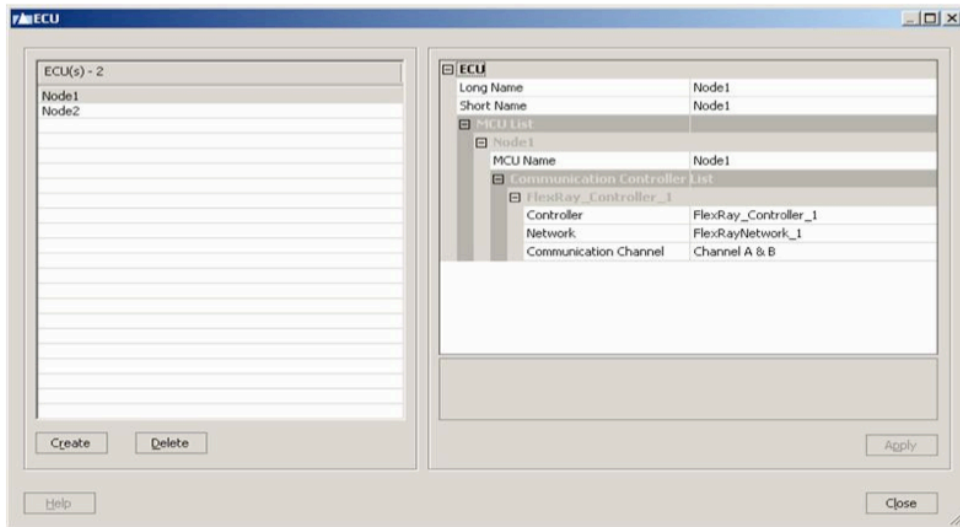 ECU
ECU(s) - 2
Node1
Node2
Create
Delete
ECU
Long Name Node1
Short Name Node1
MCU List
Node1
MCU Name Node1
Communication Controller List
FlexRay_Controller_1
Controller FlexRay_Controller_1
Network FlexRayNetwork_1
Communication Channel Channel A & B
Apply
Help
Close